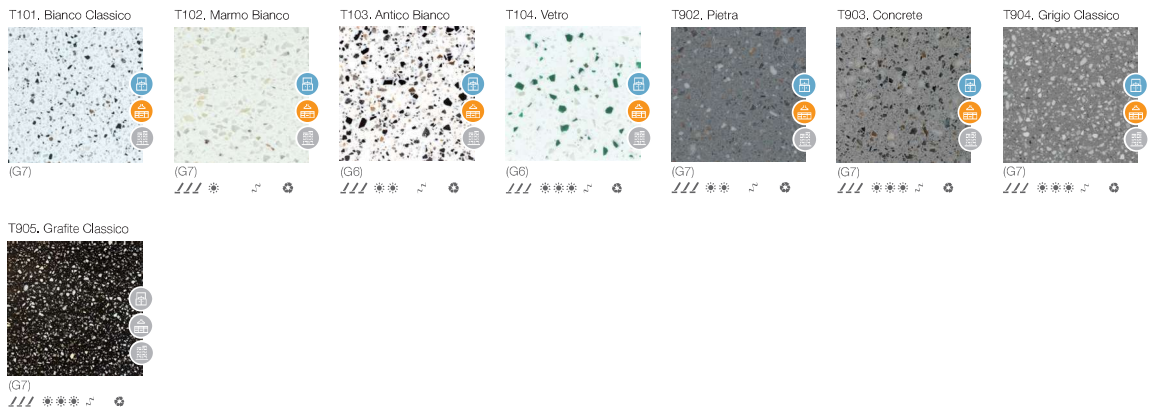 T101. Bianco Classico
T102. Marmo Bianco
T103. Antico Bianco
T104. Vetro
T902. Pietra
T903. Concrete
T904. Grigio Classico
(G7)
(G7)
(G6)
(G6)
(G7)
(G7)
(G7)
T905. Grafite Classico
(G7)